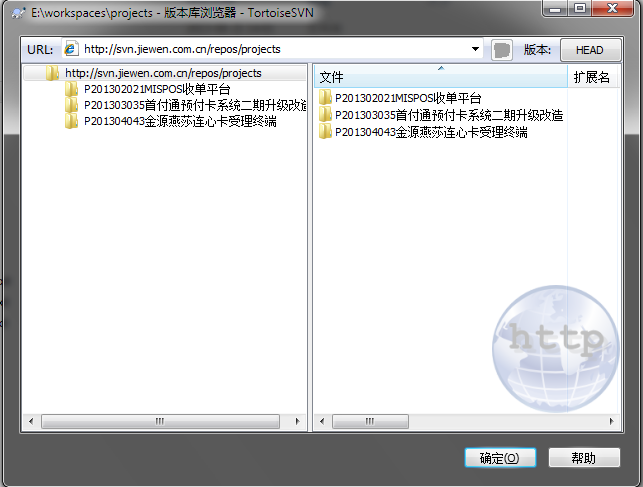 E:\workspaces\projects - 版本库浏览器 - TortoiseSVN
URL: http://svn.jiewen.com.cn/repos/projects 版本: HEAD
http://svn.jiewen.com.cn/repos/projects
P201302021MISPOS收单平台
P201303035首付通预付卡系统二期升级改造
P201304043金源燕莎连心卡受理终端
文件 扩展名
P201302021MISPOS收单平台
P201303035首付通预付卡系统二期升级改造
P201304043金源燕莎连心卡受理终端
http
确定(O) 帮助